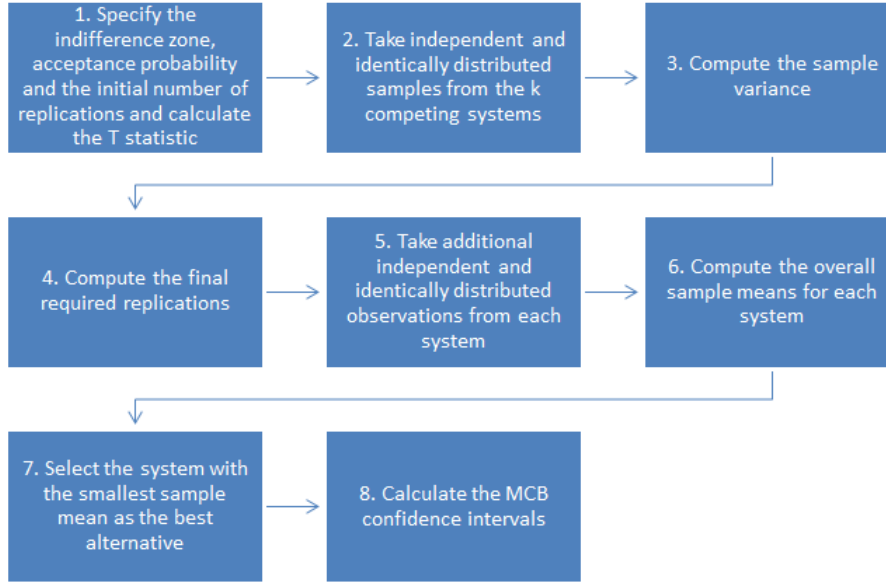 1. Specify the
indifference zone,
acceptance probability
and the initial number of
replications and calculate
the T statistic
2. Take independent and
identically distributed
samples from the k
competing systems
3. Compute the sample
variance
4. Compute the final
required replications
5. Take additional
independent and
identically distributed
observations from each
system
6. Compute the overall
sample means for each
system
7. Select the system with
the smallest sample
mean as the best
alternative
8. Calculate the MCB
confidence intervals